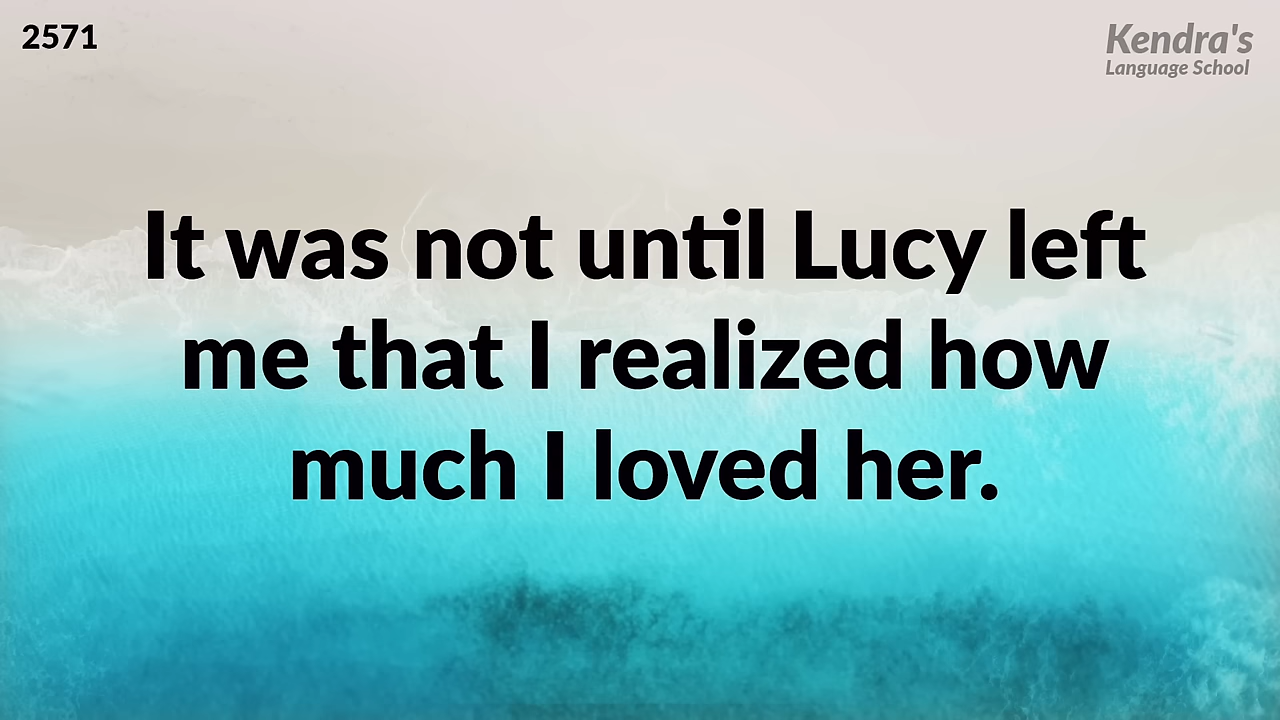 2571
Kendra's
Language School
It was not until Lucy left
me that I realized how
much I loved her.